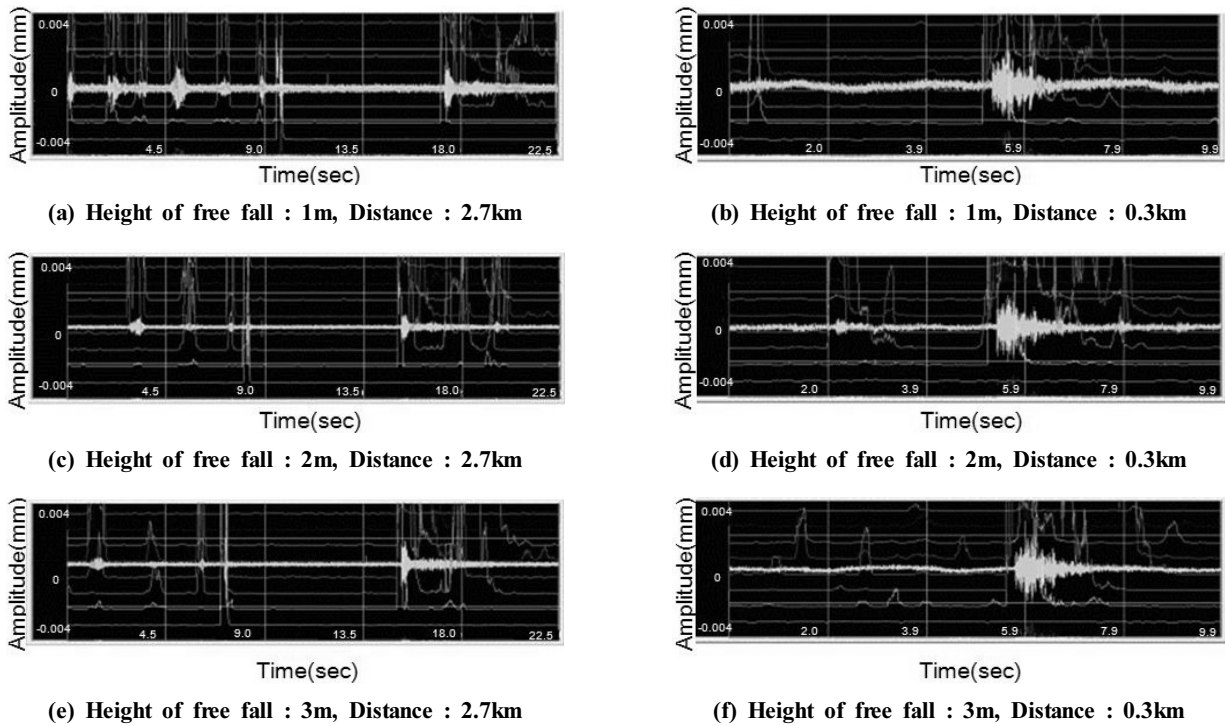 Amplitude(mm)
0.004
0
-0.004
4.5 9.0 13.5 18.0 22.5
Time(sec)
(a) Height of free fall : 1m, Distance : 2.7km
Amplitude(mm)
0.004
0
-0.004
2.0 3.9 5.9 7.9 9.9
Time(sec)
(b) Height of free fall : 1m, Distance : 0.3km
Amplitude(mm)
0.004
0
-0.004
4.5 9.0 13.5 18.0 22.5
Time(sec)
(c) Height of free fall : 2m, Distance : 2.7km
Amplitude(mm)
0.004
0
-0.004
2.0 3.9 5.9 7.9 9.9
Time(sec)
(d) Height of free fall : 2m, Distance : 0.3km
Amplitude(mm)
0.004
0
-0.004
4.5 9.0 13.5 18.0 22.5
Time(sec)
(e) Height of free fall : 3m, Distance : 2.7km
Amplitude(mm)
0.004
0
-0.004
2.0 3.9 5.9 7.9 9.9
Time(sec)
(f) Height of free fall : 3m, Distance : 0.3km